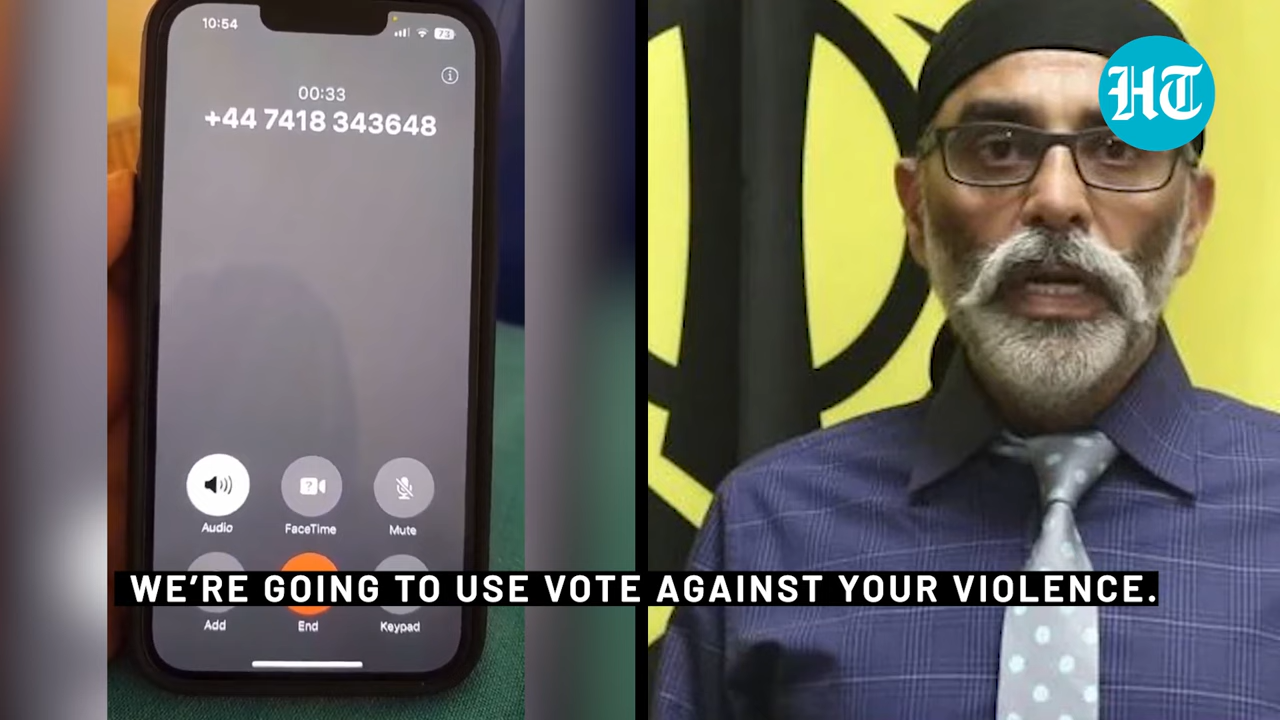 10:54
73
00:33
+44 7418 343648
Audio
FaceTime
Mute
Add
End
Keypad
HT
WE'RE GOING TO USE VOTE AGAINST YOUR VIOLENCE.